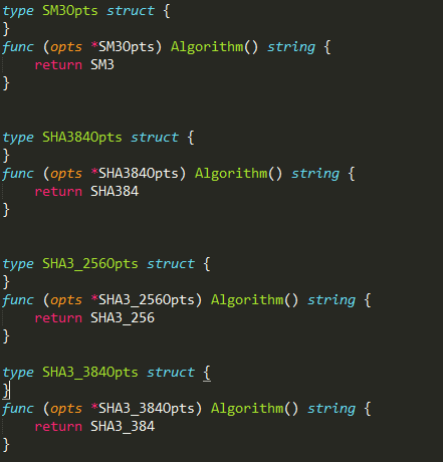 type SM3Opts struct {
}
func (opts *SM3Opts) Algorithm() string {
    return SM3
}
type SHA384Opts struct {
}
func (opts *SHA384Opts) Algorithm() string {
    return SHA384
}
type SHA3_256Opts struct {
}
func (opts *SHA3_256Opts) Algorithm() string {
    return SHA3_256
}
type SHA3_384Opts struct {
}
func (opts *SHA3_384Opts) Algorithm() string {
    return SHA3_384
}